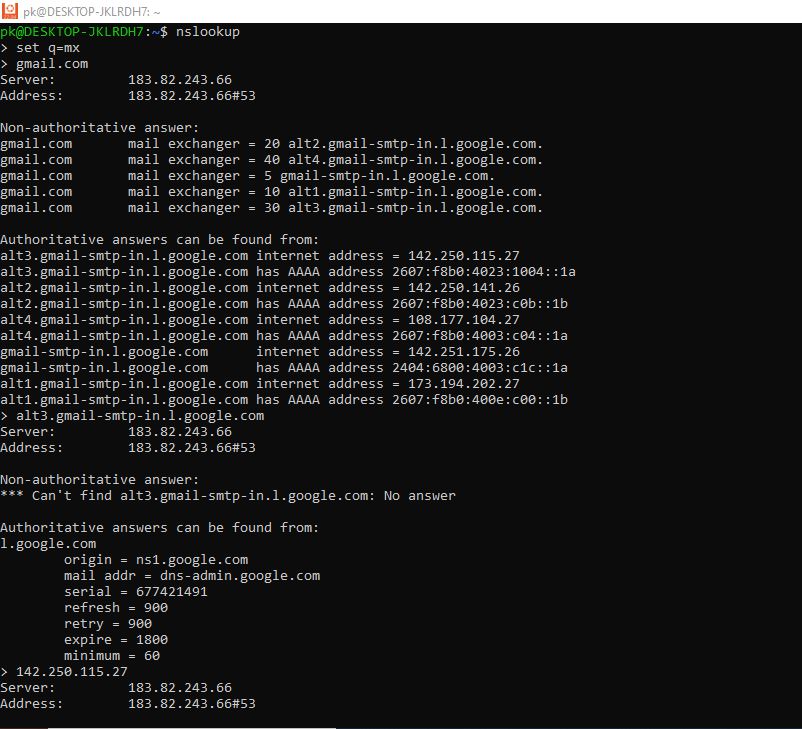 pk@DESKTOP-JKLRDH7: ~
pk@DESKTOP-JKLRDH7:~$ nslookup
> set q=mx
> gmail.com
Server:         183.82.243.66
Address:        183.82.243.66#53

Non-authoritative answer:
gmail.com       mail exchanger = 20 alt2.gmail-smtp-in.l.google.com.
gmail.com       mail exchanger = 40 alt4.gmail-smtp-in.l.google.com.
gmail.com       mail exchanger = 5 gmail-smtp-in.l.google.com.
gmail.com       mail exchanger = 10 alt1.gmail-smtp-in.l.google.com.
gmail.com       mail exchanger = 30 alt3.gmail-smtp-in.l.google.com.

Authoritative answers can be found from:
alt3.gmail-smtp-in.l.google.com internet address = 142.250.115.27
alt3.gmail-smtp-in.l.google.com has AAAA address 2607:f8b0:4023:1004::1a
alt2.gmail-smtp-in.l.google.com internet address = 142.250.141.26
alt2.gmail-smtp-in.l.google.com has AAAA address 2607:f8b0:4023:c0b::1b
alt4.gmail-smtp-in.l.google.com internet address = 108.177.104.27
alt4.gmail-smtp-in.l.google.com has AAAA address 2607:f8b0:4003:c04::1a
gmail-smtp-in.l.google.com      internet address = 142.251.175.26
gmail-smtp-in.l.google.com      has AAAA address 2404:6800:4003:c1c::1a
alt1.gmail-smtp-in.l.google.com internet address = 173.194.202.27
alt1.gmail-smtp-in.l.google.com has AAAA address 2607:f8b0:400e:c00::1b
> alt3.gmail-smtp-in.l.google.com
Server:         183.82.243.66
Address:        183.82.243.66#53

Non-authoritative answer:
*** Can't find alt3.gmail-smtp-in.l.google.com: No answer

Authoritative answers can be found from:
l.google.com
        origin = ns1.google.com
        mail addr = dns-admin.google.com
        serial = 677421491
        refresh = 900
        retry = 900
        expire = 1800
        minimum = 60
> 142.250.115.27
Server:         183.82.243.66
Address:        183.82.243.66#53